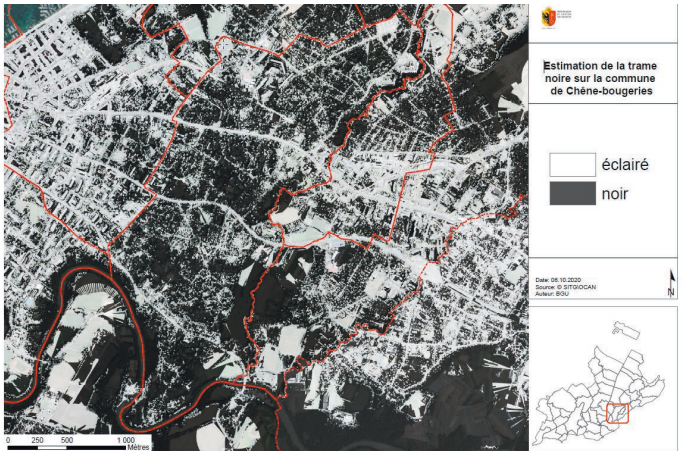 Estimation de la trame
noire sur la commune
de Chêne-bougeries
éclairé
noir
Date: 06.10.2020
Source: © SITGIOCAN
Auteur: BGU
N
0 250 500 1 000
Mètres